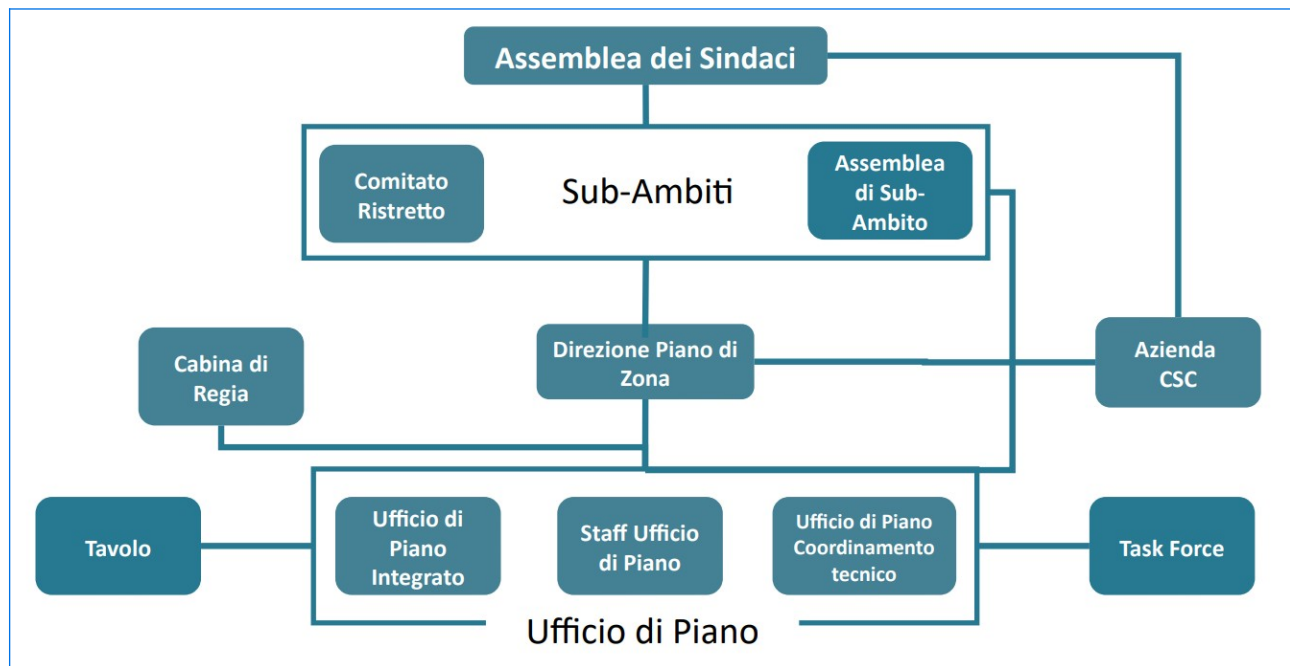 Assemblea dei Sindaci
Comitato
Ristretto
Sub-Ambiti
Assemblea
di Sub-
Ambito
Cabina di
Regia
Direzione Piano di
Zona
Azienda
CSC
Tavolo
Ufficio di
Piano
Integrato
Staff Ufficio
di Piano
Ufficio di Piano
Coordinamento
tecnico
Task Force
Ufficio di Piano